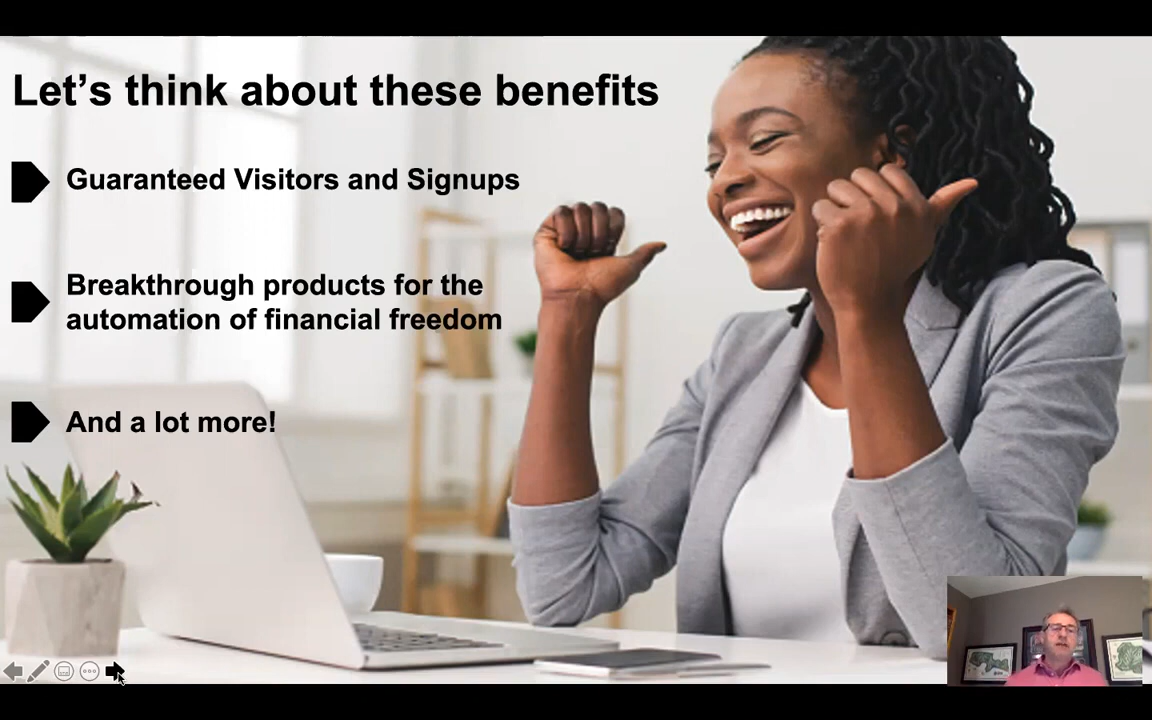 Let’s think about these benefits
Guaranteed Visitors and Signups
Breakthrough products for the
automation of financial freedom
And a lot more!